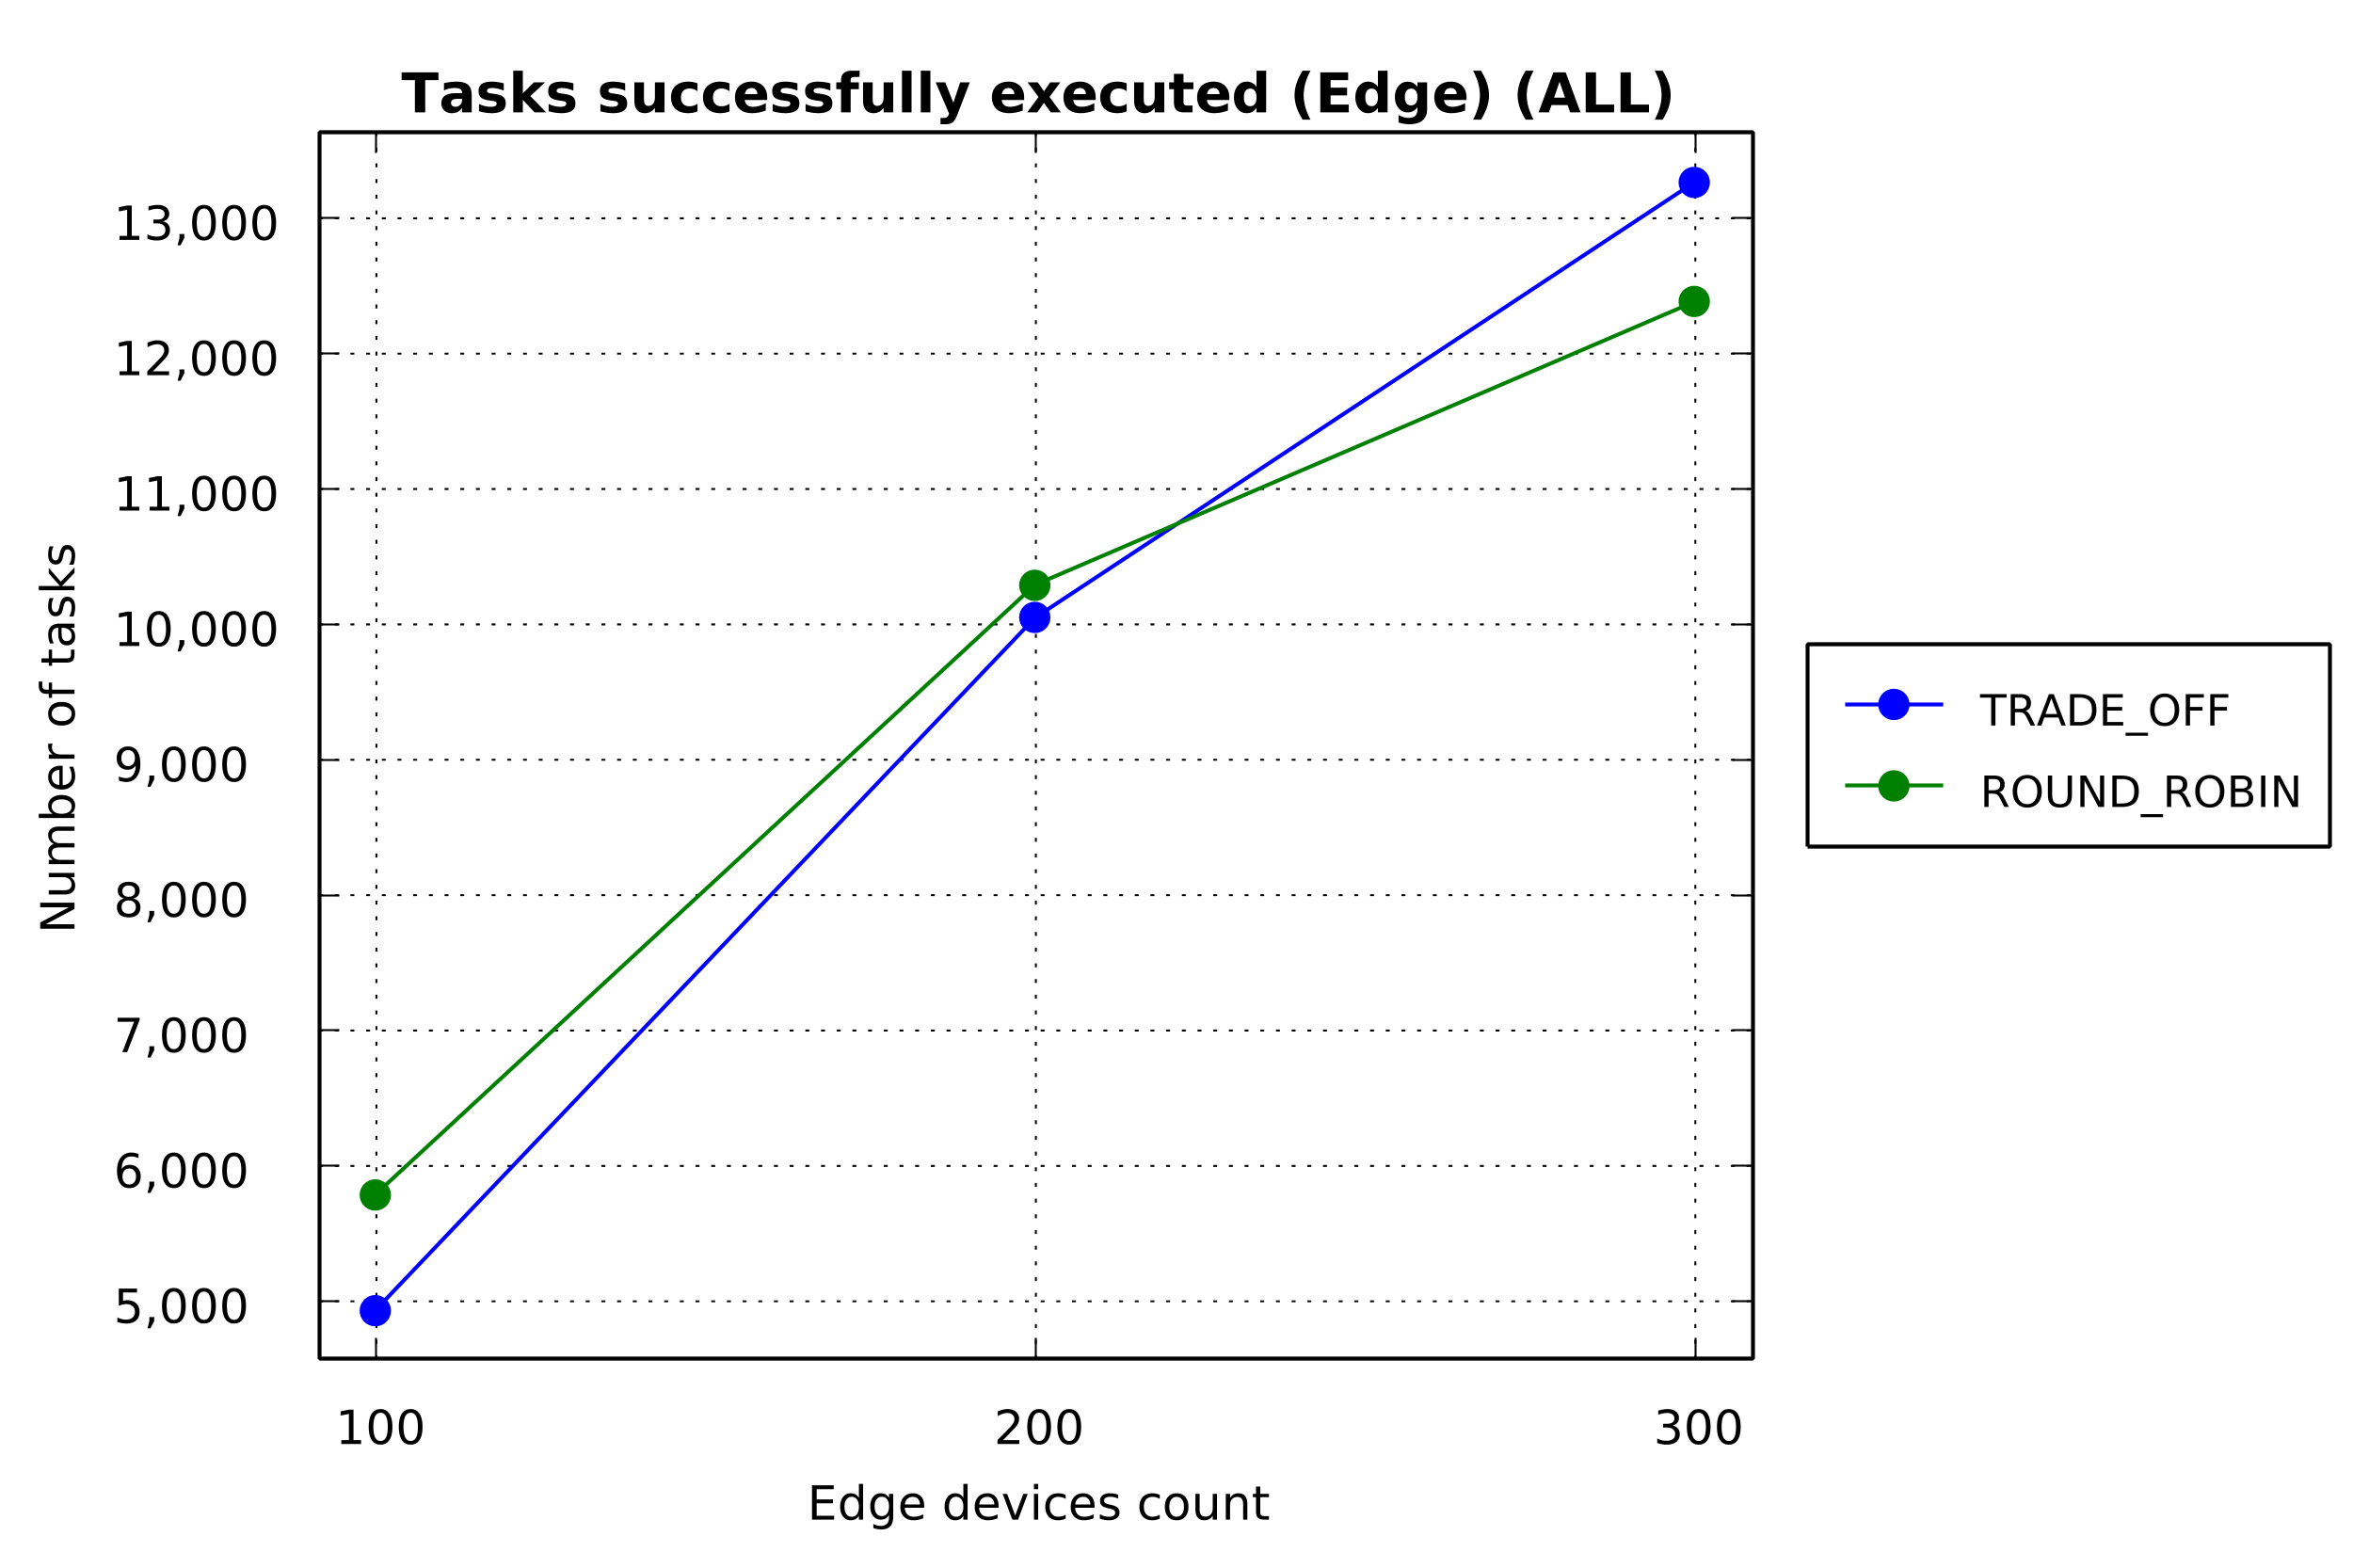 Tasks successfully executed (Edge) (ALL)
13,000
12,000
11,000
10,000
9,000
8,000
7,000
6,000
5,000
Number of tasks
100
200
300
Edge devices count
TRADE_OFF
ROUND_ROBIN